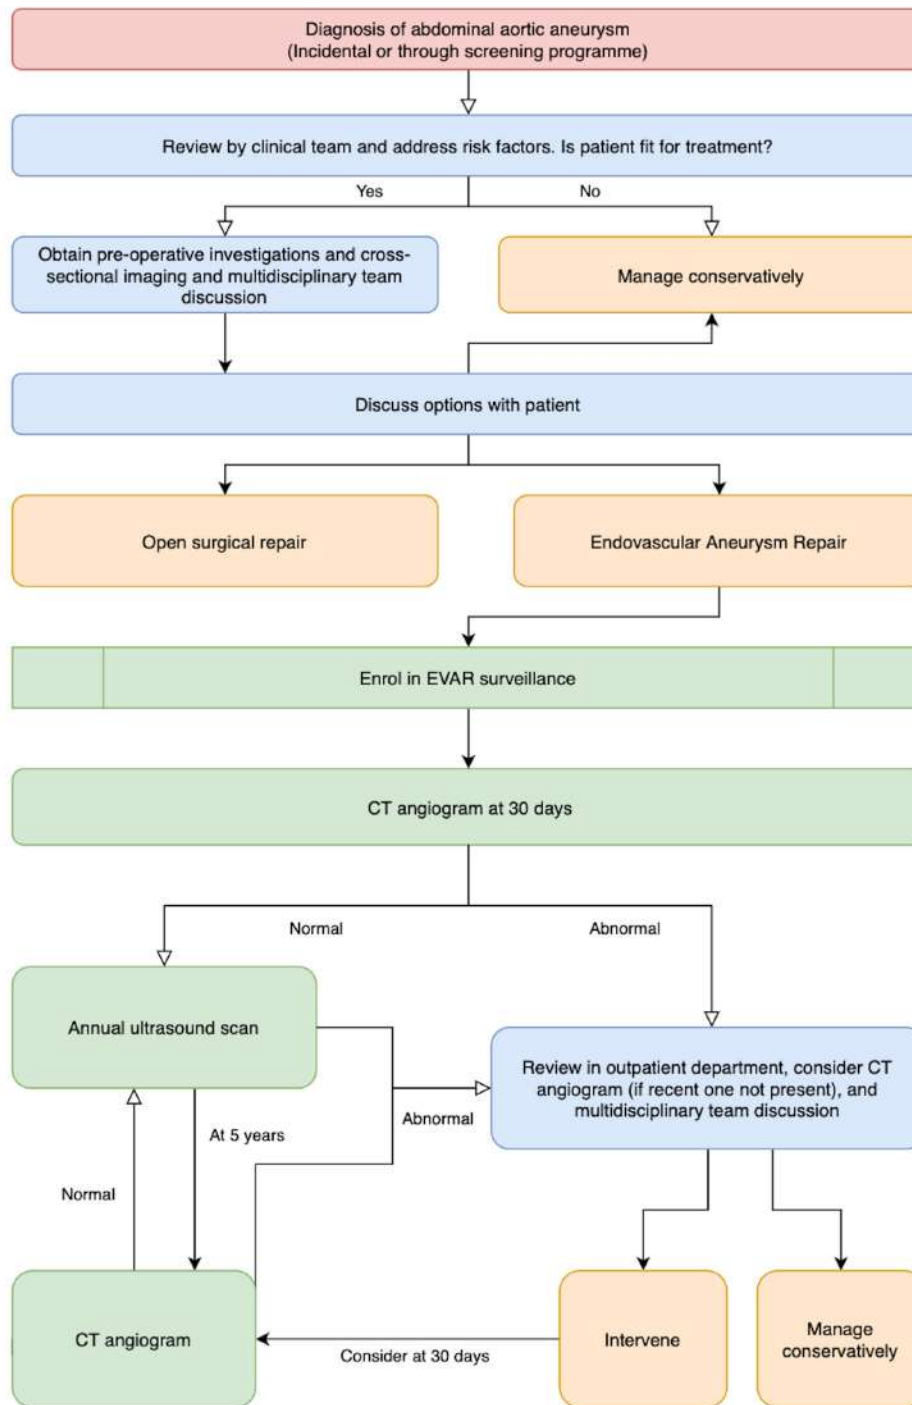 Diagnosis of abdominal aortic aneurysm
(Incidental or through screening programme)
Review by clinical team and address risk factors. Is patient fit for treatment?
Yes
No
Obtain pre-operative investigations and cross-
sectional imaging and multidisciplinary team
discussion
Manage conservatively
Discuss options with patient
Open surgical repair
Endovascular Aneurysm Repair
Enrol in EVAR surveillance
CT angiogram at 30 days
Normal
Abnormal
Annual ultrasound scan
Review in outpatient department, consider CT
angiogram (if recent one not present), and
multidisciplinary team discussion
Abnormal
At 5 years
Normal
CT angiogram
Consider at 30 days
Intervene
Manage
conservatively